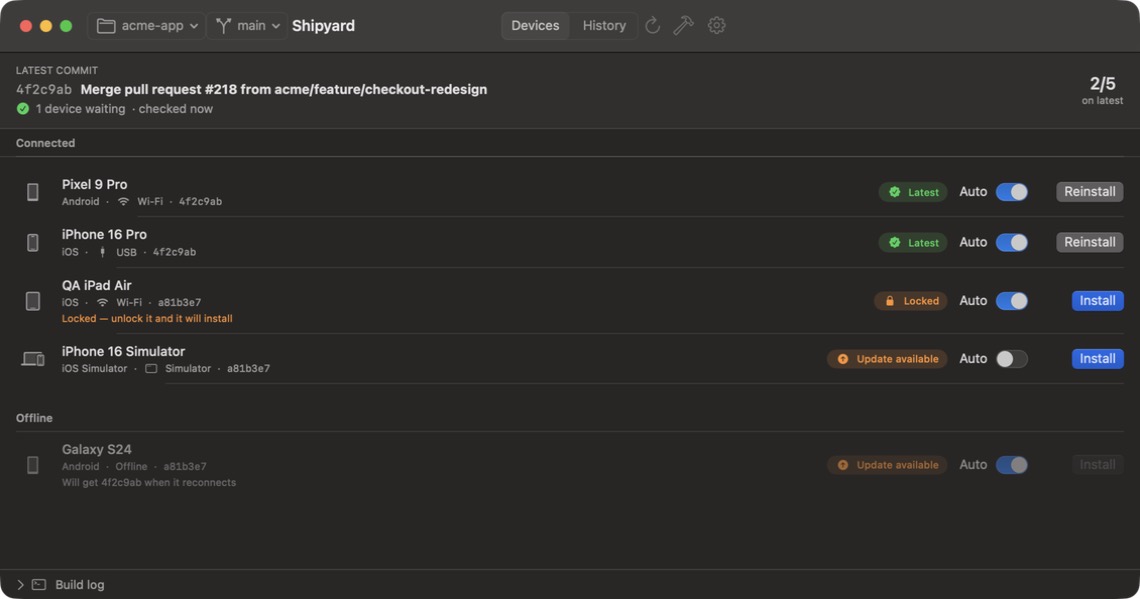 acme-app main Shipyard Devices History
LATEST COMMIT
4f2c9ab Merge pull request #218 from acme/feature/checkout-redesign
1 device waiting · checked now
2/5
on latest
Connected
Pixel 9 Pro
Android · Wi-Fi · 4f2c9ab
Latest Auto Reinstall
iPhone 16 Pro
iOS · USB · 4f2c9ab
Latest Auto Reinstall
QA iPad Air
iOS · Wi-Fi · a81b3e7
Locked — unlock it and it will install
Locked Auto Install
iPhone 16 Simulator
iOS Simulator · Simulator · a81b3e7
Update available Auto Install
Offline
Galaxy S24
Android · Offline · a81b3e7
Will get 4f2c9ab when it reconnects
Update available Auto Install
Build log